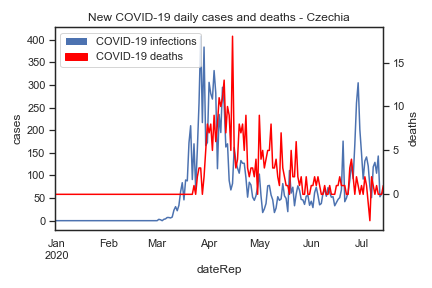 New COVID-19 daily cases and deaths - Czechia
COVID-19 infections
COVID-19 deaths
400
350
300
250
200
150
100
50
0
cases
15
10
5
0
deaths
Jan Feb Mar Apr May Jun Jul
2020
dateRep